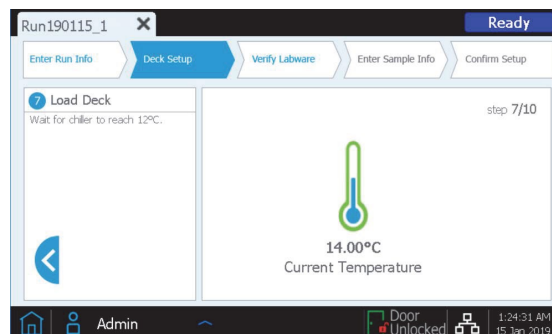 Run190115_1
Ready
Enter Run Info
Deck Setup
Verify Labware
Enter Sample Info
Confirm Setup
7 Load Deck
Wait for chiller to reach 12ºC.
step 7/10
14.00ºC
Current Temperature
Admin
Door
Unlocked
1:24:31 AM
15 Jan 2019